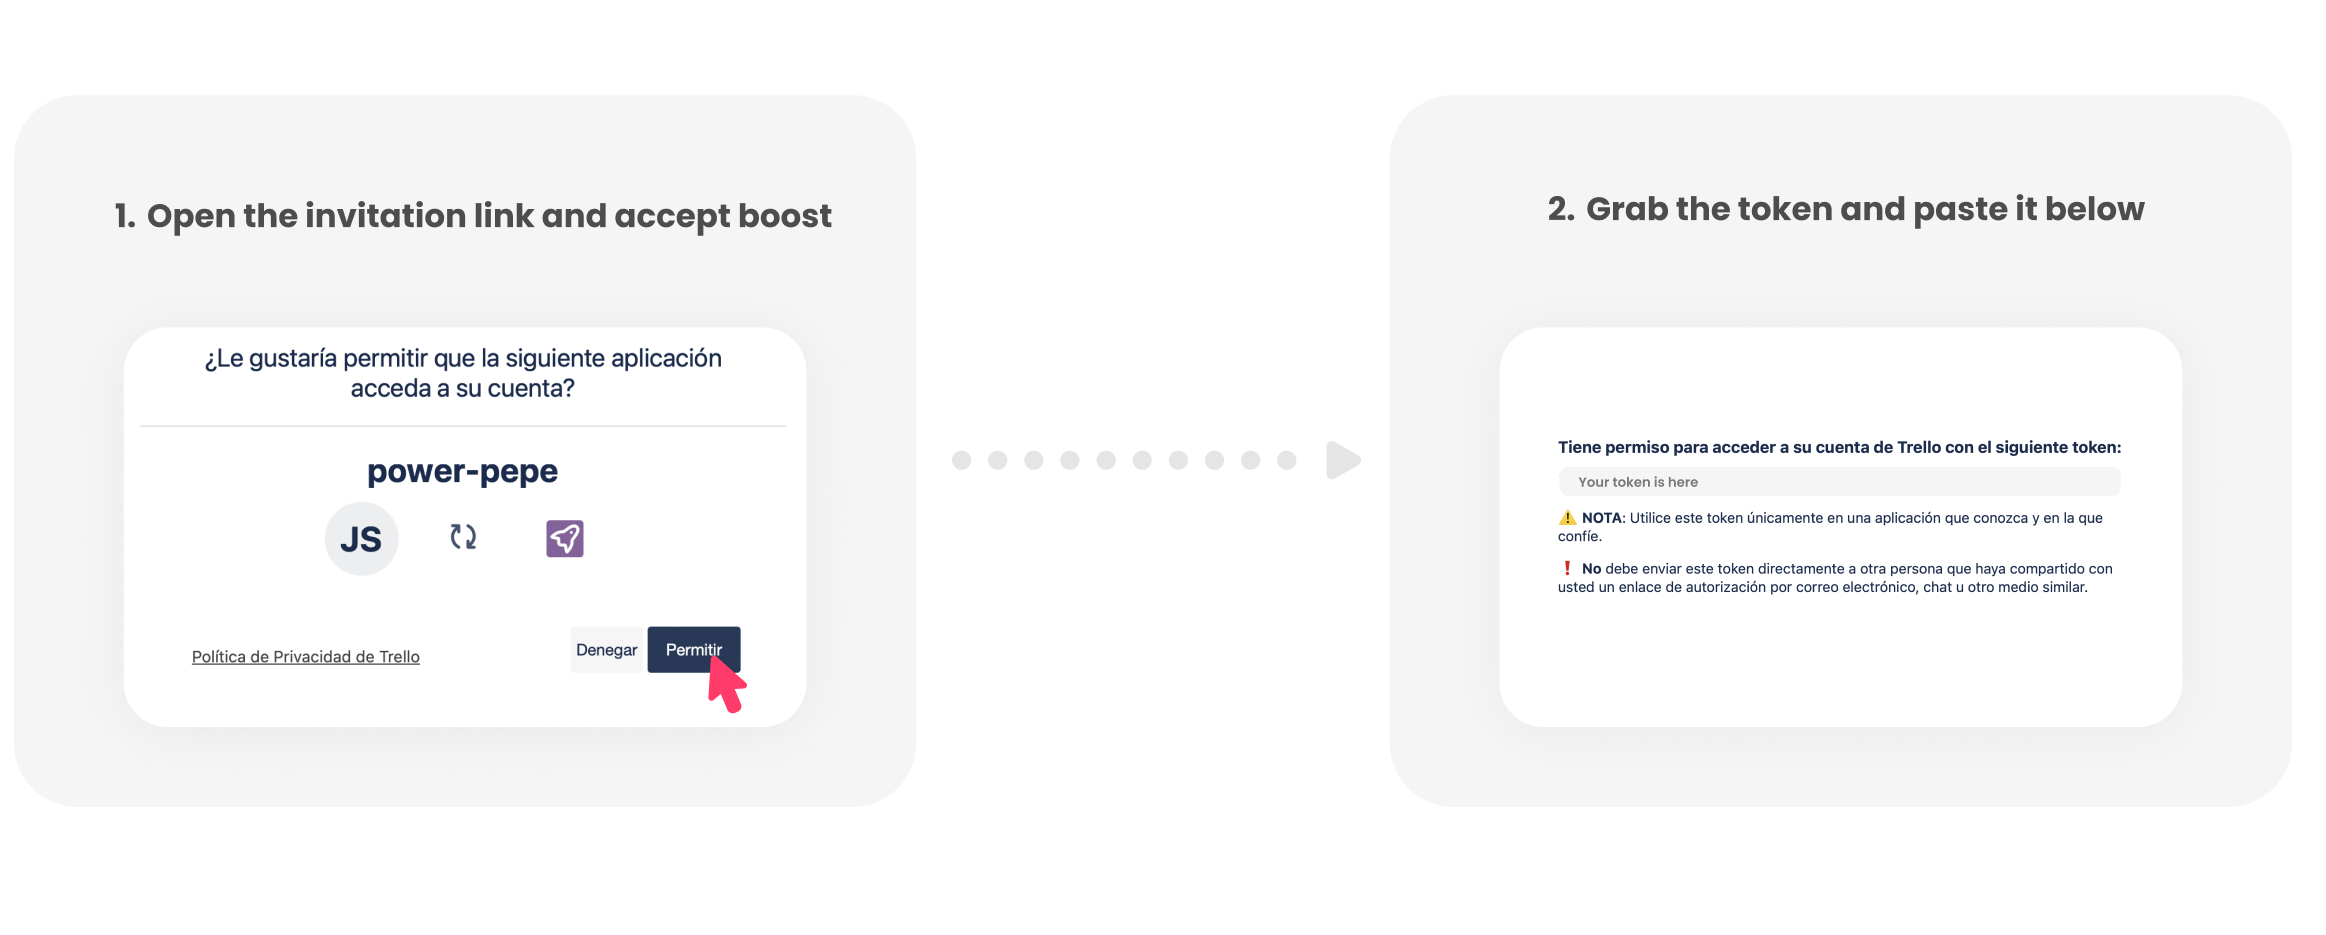 1. Open the invitation link and accept boost
¿Le gustaría permitir que la siguiente aplicación
acceda a su cuenta?
power-pepe
JS
Política de Privacidad de Trello
Denegar
Permitir
2. Grab the token and paste it below
Tiene permiso para acceder a su cuenta de Trello con el siguiente token:
Your token is here
⚠️ NOTA: Utilice este token únicamente en una aplicación que conozca y en la que
confíe.
❗ No debe enviar este token directamente a otra persona que haya compartido con
usted un enlace de autorización por correo electrónico, chat u otro medio similar.